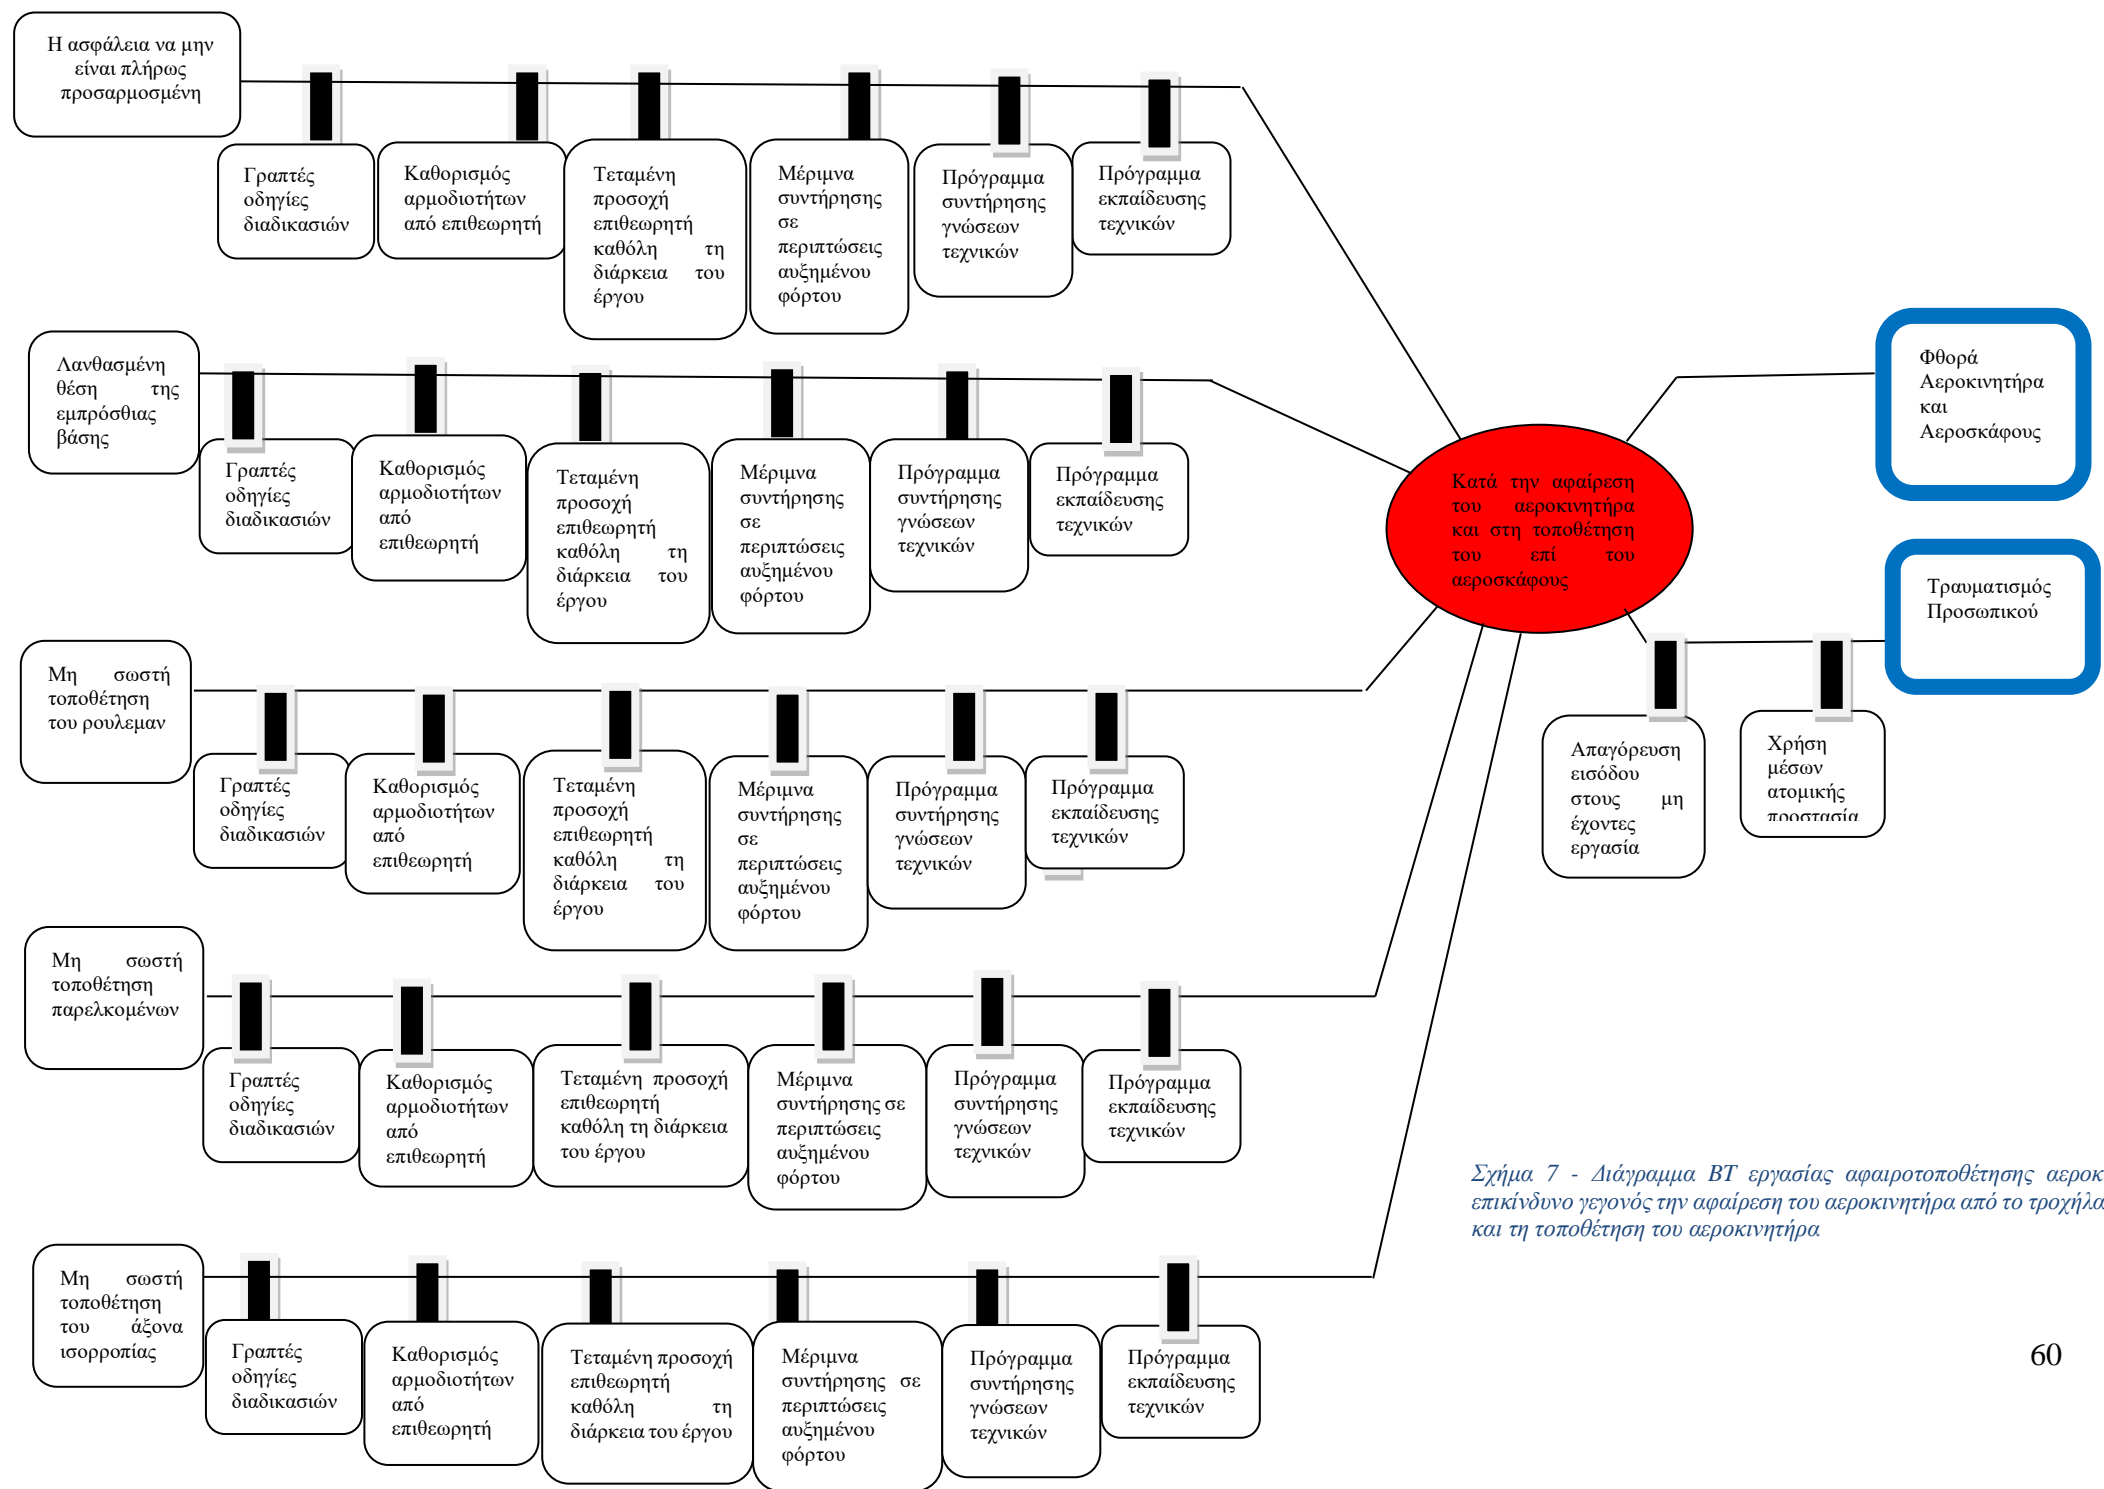 Η ασφάλεια να μην
είναι πλήρως
προσαρμοσμένη
Γραπτές
οδηγίες
διαδικασιών
Καθορισμός
αρμοδιοτήτων
από επιθεωρητή
Τεταμένη
προσοχή
επιθεωρητή
καθόλη τη
διάρκεια του
έργου
Μέριμνα
συντήρησης
σε
περιπτώσεις
αυξημένου
φόρτου
Πρόγραμμα
συντήρησης
γνώσεων
τεχνικών
Πρόγραμμα
εκπαίδευσης
τεχνικών
Λανθασμένη
θέση της
εμπρόσθιας
βάσης
Γραπτές
οδηγίες
διαδικασιών
Καθορισμός
αρμοδιοτήτων
από
επιθεωρητή
Τεταμένη
προσοχή
επιθεωρητή
καθόλη τη
διάρκεια του
έργου
Μέριμνα
συντήρησης
σε
περιπτώσεις
αυξημένου
φόρτου
Πρόγραμμα
συντήρησης
γνώσεων
τεχνικών
Πρόγραμμα
εκπαίδευσης
τεχνικών
Μη σωστή
τοποθέτηση
του ρουλεμαν
Γραπτές
οδηγίες
διαδικασιών
Καθορισμός
αρμοδιοτήτων
από
επιθεωρητή
Τεταμένη
προσοχή
επιθεωρητή
καθόλη τη
διάρκεια του
έργου
Μέριμνα
συντήρησης
σε
περιπτώσεις
αυξημένου
φόρτου
Πρόγραμμα
συντήρησης
γνώσεων
τεχνικών
Πρόγραμμα
εκπαίδευσης
τεχνικών
Μη σωστή
τοποθέτηση
παρελκομένων
Γραπτές
οδηγίες
διαδικασιών
Καθορισμός
αρμοδιοτήτων
από
επιθεωρητή
Τεταμένη προσοχή
επιθεωρητή
καθόλη τη διάρκεια
του έργου
Μέριμνα
συντήρησης σε
περιπτώσεις
αυξημένου
φόρτου
Πρόγραμμα
συντήρησης
γνώσεων
τεχνικών
Πρόγραμμα
εκπαίδευσης
τεχνικών
Μη σωστή
τοποθέτηση
του άξονα
ισορροπίας
Γραπτές
οδηγίες
διαδικασιών
Καθορισμός
αρμοδιοτήτων
από
επιθεωρητή
Τεταμένη προσοχή
επιθεωρητή
καθόλη τη
διάρκεια του έργου
Μέριμνα
συντήρησης σε
περιπτώσεις
αυξημένου
φόρτου
Πρόγραμμα
συντήρησης
γνώσεων
τεχνικών
Πρόγραμμα
εκπαίδευσης
τεχνικών
Κατά την αφαίρεση
του αεροκινητήρα
και στη τοποθέτηση
του επί του
αεροσκάφους
Φθορά
Αεροκινητήρα
και
Αεροσκάφους
Τραυματισμός
Προσωπικού
Απαγόρευση
εισόδου
στους μη
έχοντες
εργασία
Χρήση
μέσων
ατομικής
προστασία
Σχήμα 7 - Διάγραμμα ΒΤ εργασίας αφαιροτοποθέτησης αεροκ
επικίνδυνο γεγονός την αφαίρεση του αεροκινητήρα από το τροχήλα
και τη τοποθέτηση του αεροκινητήρα
60